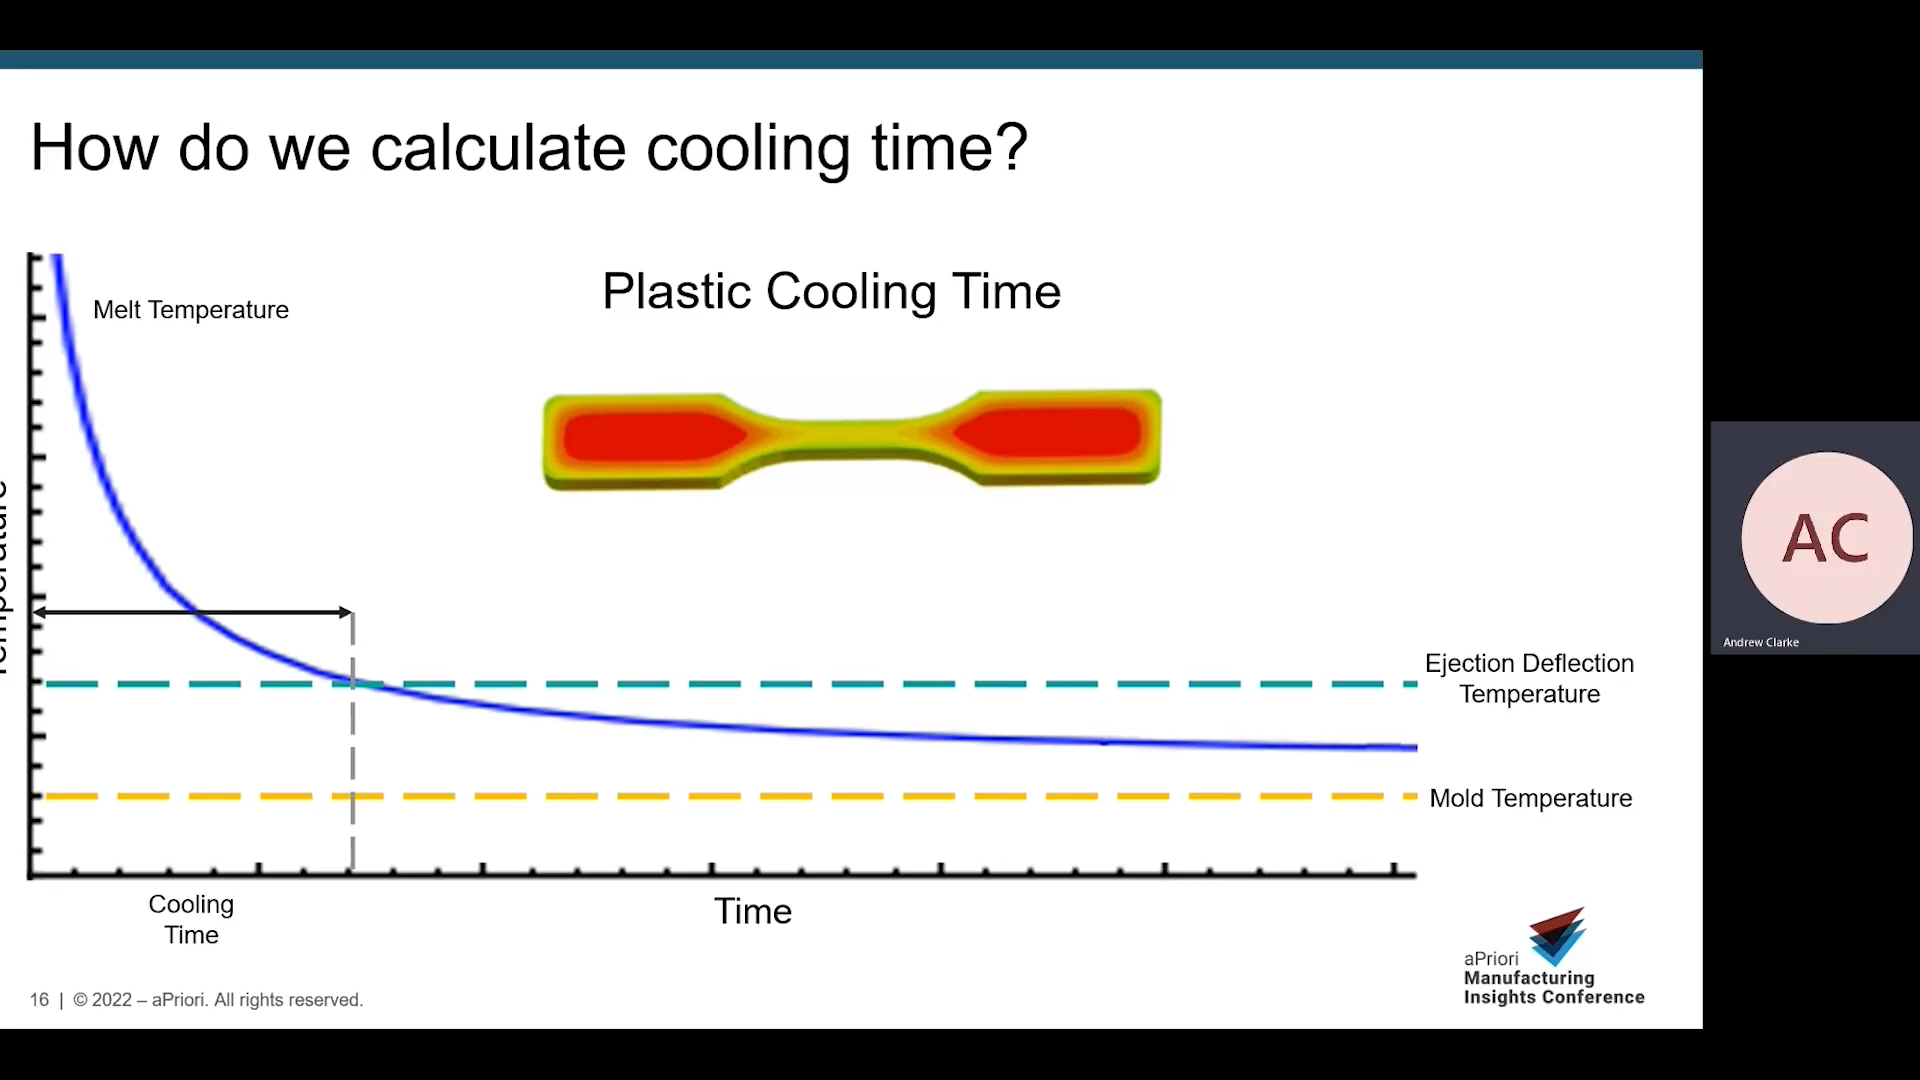 How do we calculate cooling time?
Plastic Cooling Time
Melt Temperature
Ejection Deflection
Temperature
Mold Temperature
Cooling
Time
Time
16 | © 2022 – aPriori. All rights reserved.
aPriori
Manufacturing
Insights Conference
AC
Andrew Clarke